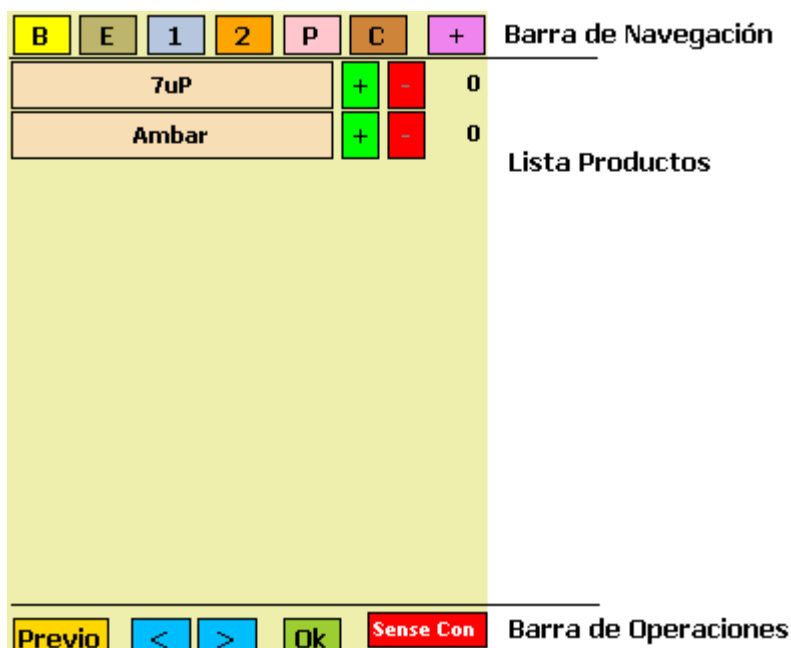 B E 1 2 P C + Barra de Navegación
7uP + - 0
Ambar + - 0
Lista Productos
Previo < > Ok Sense Con Barra de Operaciones